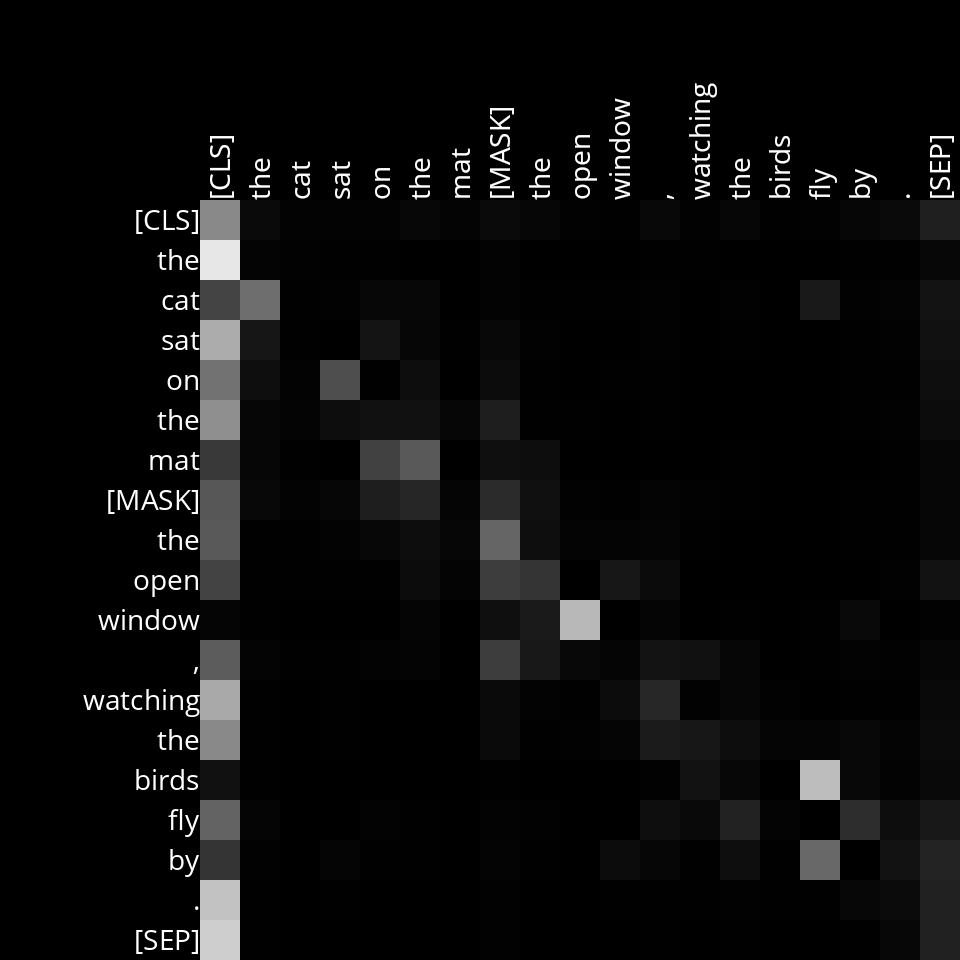 [CLS] the cat sat on the mat [MASK] the open window , watching the birds fly by . [SEP]
[CLS]
the
cat
sat
on
the
mat
[MASK]
the
open
window
,
watching
the
birds
fly
by
.
[SEP]